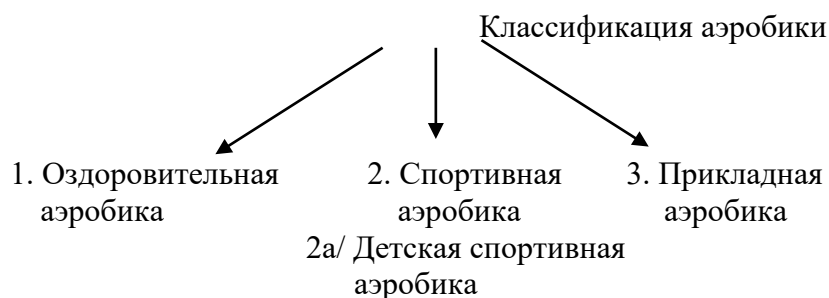 Классификация аэробики
1. Оздоровительная аэробика
2. Спортивная аэробика
2а/ Детская спортивная аэробика
3. Прикладная аэробика